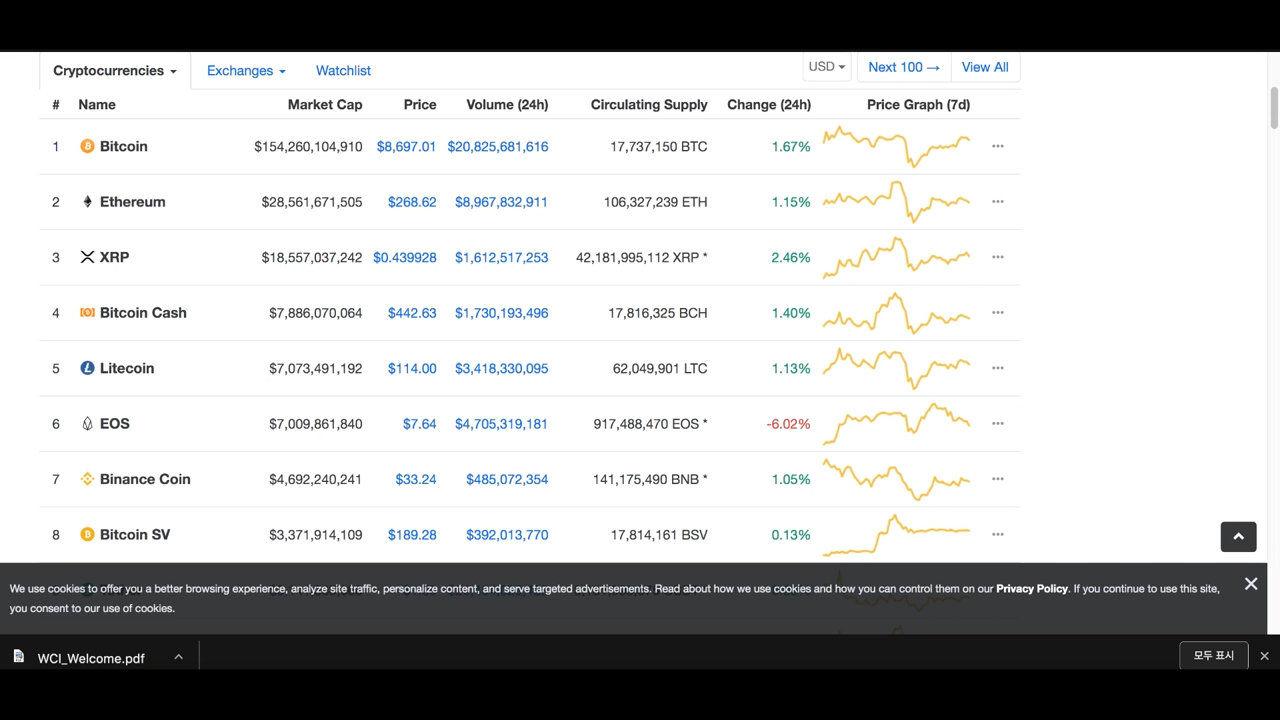 Cryptocurrencies Exchanges Watchlist USD Next 100 → View All
# Name Market Cap Price Volume (24h) Circulating Supply Change (24h) Price Graph (7d)
1 Bitcoin $154,260,104,910 $8,697.01 $20,825,681,616 17,737,150 BTC 1.67%
2 Ethereum $28,561,671,505 $268.62 $8,967,832,911 106,327,239 ETH 1.15%
3 XRP $18,557,037,242 $0.439928 $1,612,517,253 42,181,995,112 XRP * 2.46%
4 Bitcoin Cash $7,886,070,064 $442.63 $1,730,193,496 17,816,325 BCH 1.40%
5 Litecoin $7,073,491,192 $114.00 $3,418,330,095 62,049,901 LTC 1.13%
6 EOS $7,009,861,840 $7.64 $4,705,319,181 917,488,470 EOS * -6.02%
7 Binance Coin $4,692,240,241 $33.24 $485,072,354 141,175,490 BNB * 1.05%
8 Bitcoin SV $3,371,914,109 $189.28 $392,013,770 17,814,161 BSV 0.13%
We use cookies to offer you a better browsing experience, analyze site traffic, personalize content, and serve targeted advertisements. Read about how we use cookies and how you can control them on our Privacy Policy. If you continue to use this site,
you consent to our use of cookies.
WCI_Welcome.pdf 모두 표시